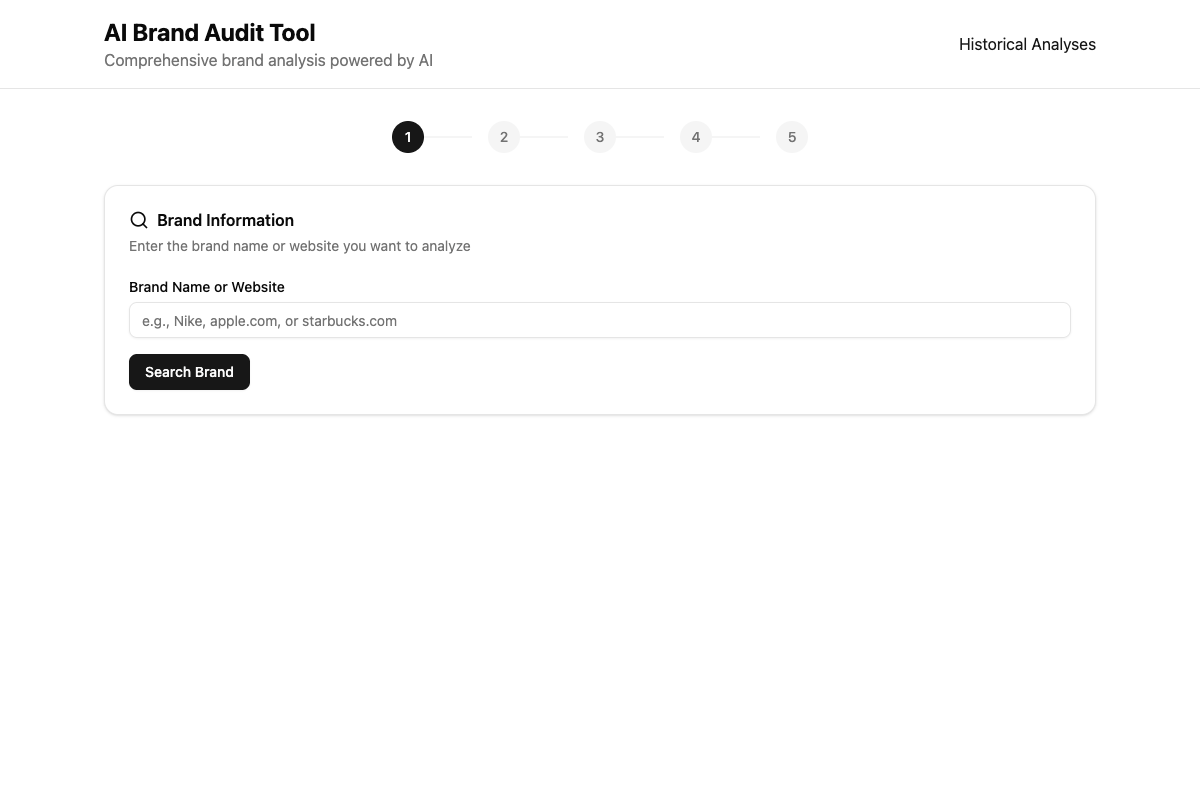 AI Brand Audit Tool
Comprehensive brand analysis powered by AI
Historical Analyses
1 2 3 4 5
Brand Information
Enter the brand name or website you want to analyze
Brand Name or Website
e.g., Nike, apple.com, or starbucks.com
Search Brand